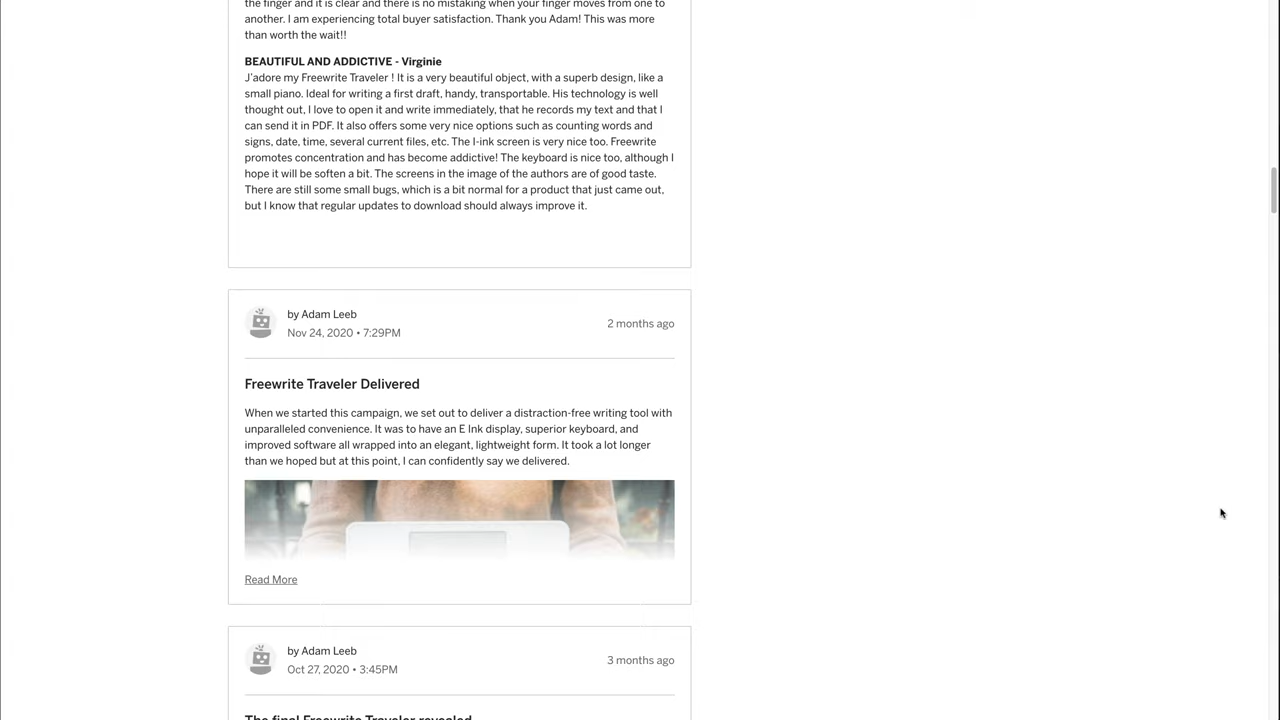 the finger and it is clear and there is no mistaking when your finger moves from one to
another. I am experiencing total buyer satisfaction. Thank you Adam! This was more
than worth the wait!!
BEAUTIFUL AND ADDICTIVE - Virginie
J'adore my Freewrite Traveler ! It is a very beautiful object, with a superb design, like a
small piano. Ideal for writing a first draft, handy, transportable. His technology is well
thought out, I love to open it and write immediately, that he records my text and that I
can send it in PDF. It also offers some very nice options such as counting words and
signs, date, time, several current files, etc. The I-ink screen is very nice too. Freewrite
promotes concentration and has become addictive! The keyboard is nice too, although I
hope it will be soften a bit. The screens in the image of the authors are of good taste.
There are still some small bugs, which is a bit normal for a product that just came out,
but I know that regular updates to download should always improve it.
by Adam Leeb
Nov 24, 2020 • 7:29PM
2 months ago
Freewrite Traveler Delivered
When we started this campaign, we set out to deliver a distraction-free writing tool with
unparalleled convenience. It was to have an E Ink display, superior keyboard, and
improved software all wrapped into an elegant, lightweight form. It took a lot longer
than we hoped but at this point, I can confidently say we delivered.
Read More
by Adam Leeb
Oct 27, 2020 • 3:45PM
3 months ago
The final Freewrite Traveler revealed